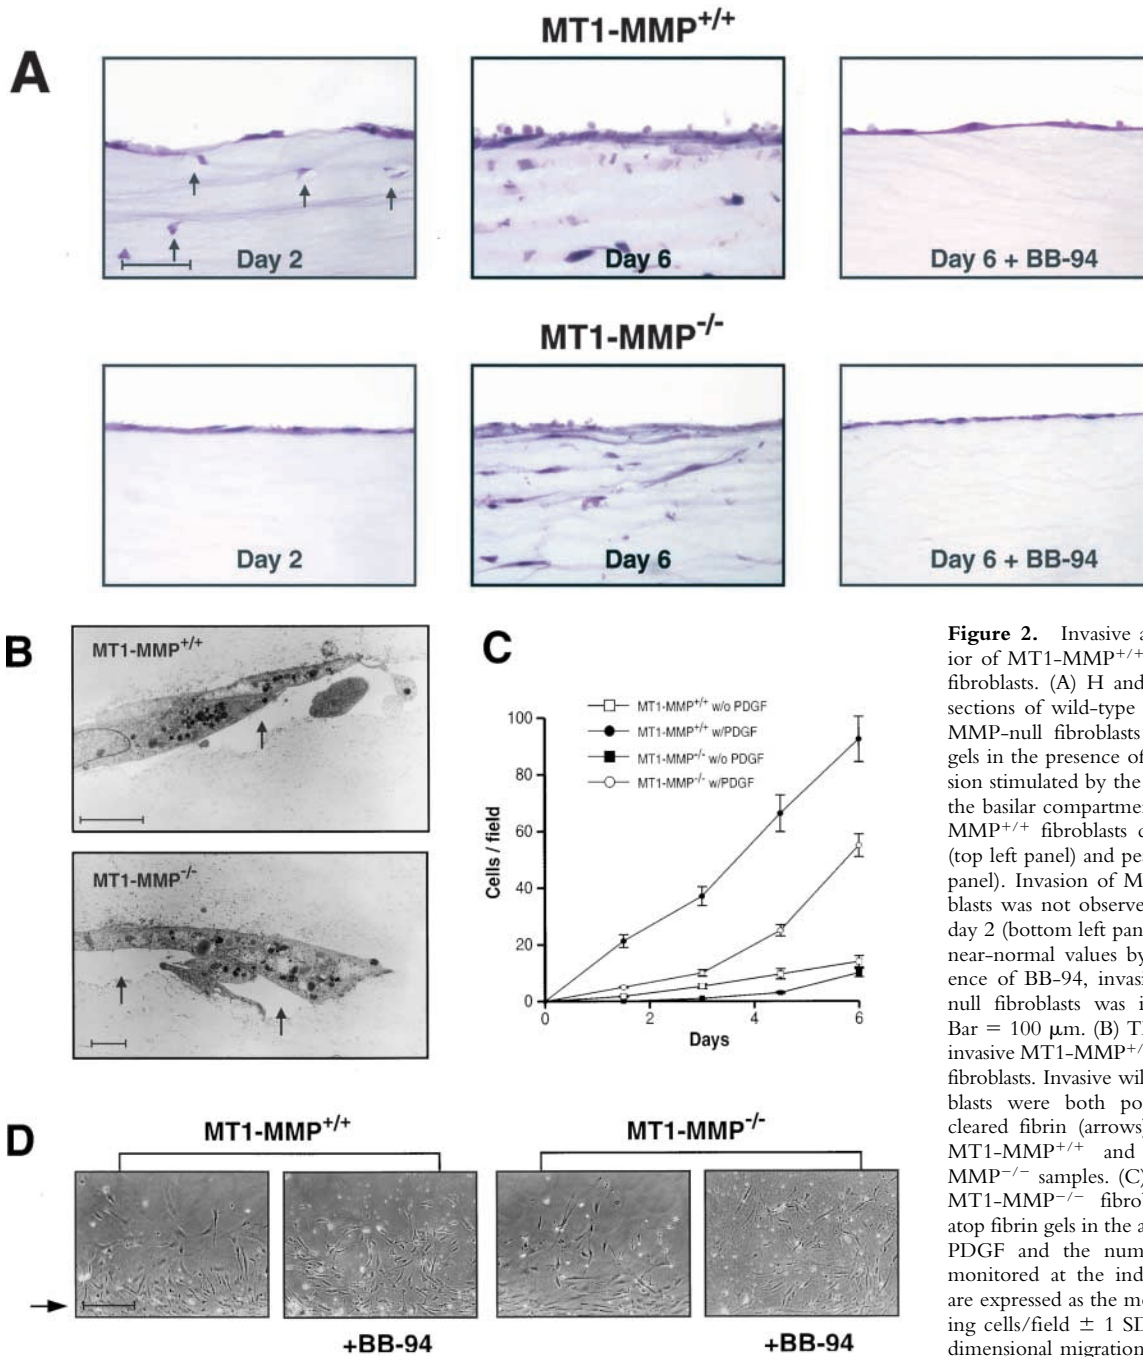 MT1-MMP+/+
A
Day 2
Day 6
Day 6 + BB-94
MT1-MMP-/-
Day 2
Day 6
Day 6 + BB-94
B
MT1-MMP+/+
MT1-MMP-/-
C
MT1-MMP+/+ w/o PDGF
MT1-MMP+/+ w/PDGF
MT1-MMP-/- w/o PDGF
MT1-MMP-/- w/PDGF
100
80
60
40
20
0
Cells / field
0
2
4
6
Days
D
MT1-MMP+/+
MT1-MMP-/-
+BB-94
+BB-94
Figure 2. Invasive a
ior of MT1-MMP+/+
fibroblasts. (A) H and
sections of wild-type
MMP-null fibroblasts
gels in the presence of
sion stimulated by the
the basilar compartmen
MMP+/+ fibroblasts c
(top left panel) and pe
panel). Invasion of M
blasts was not observe
day 2 (bottom left pan
near-normal values by
ence of BB-94, invasi
null fibroblasts was i
Bar = 100 μm. (B) T
invasive MT1-MMP+/
fibroblasts. Invasive wil
blasts were both po
cleared fibrin (arrows)
MT1-MMP+/+ and
MMP−/− samples. (C)
MT1-MMP−/− fibrob
atop fibrin gels in the a
PDGF and the num
monitored at the ind
are expressed as the m
ing cells/field ± 1 SD
dimensional migration